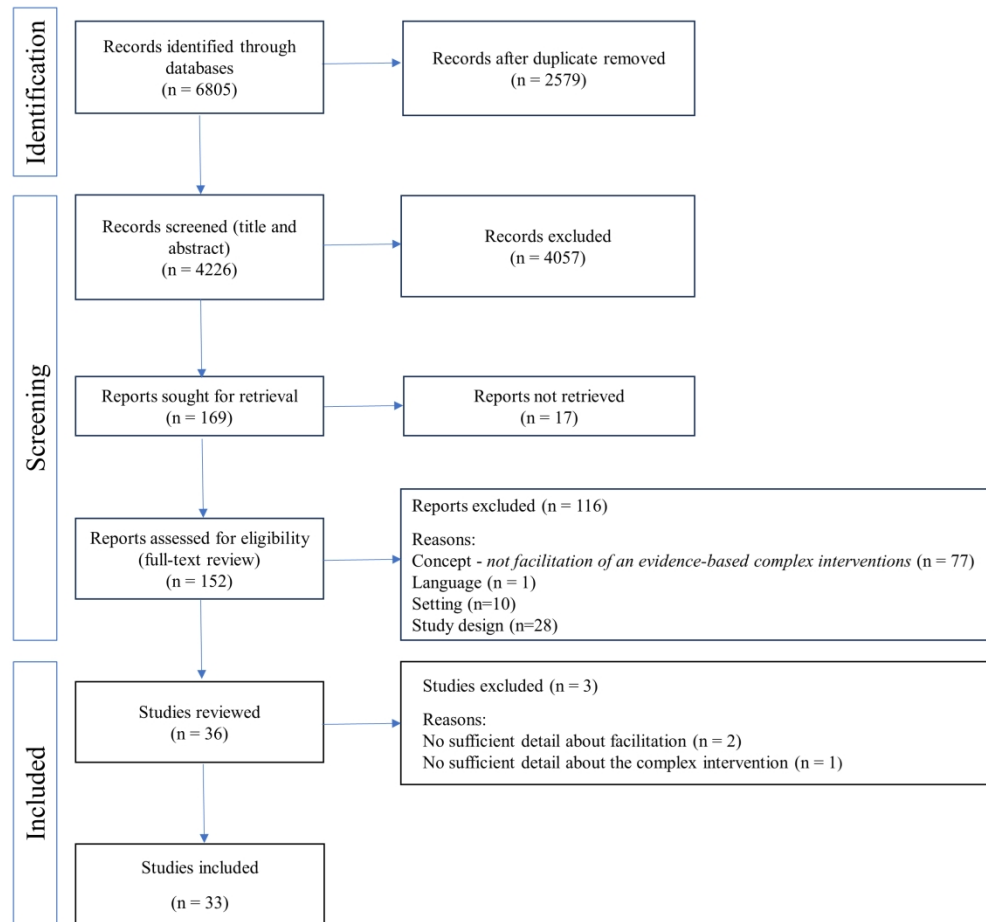 Identification
Records identified through
databases
(n = 6805)
Records after duplicate removed
(n = 2579)
Screening
Records screened (title and
abstract)
(n = 4226)
Records excluded
(n = 4057)
Reports sought for retrieval
(n = 169)
Reports not retrieved
(n = 17)
Reports assessed for eligibility
(full-text review)
(n = 152)
Reports excluded (n = 116)
Reasons:
Concept - not facilitation of an evidence-based complex interventions (n = 77)
Language (n = 1)
Setting (n=10)
Study design (n=28)
Included
Studies reviewed
(n = 36)
Studies excluded (n = 3)
Reasons:
No sufficient detail about facilitation (n = 2)
No sufficient detail about the complex intervention (n = 1)
Studies included
(n = 33)